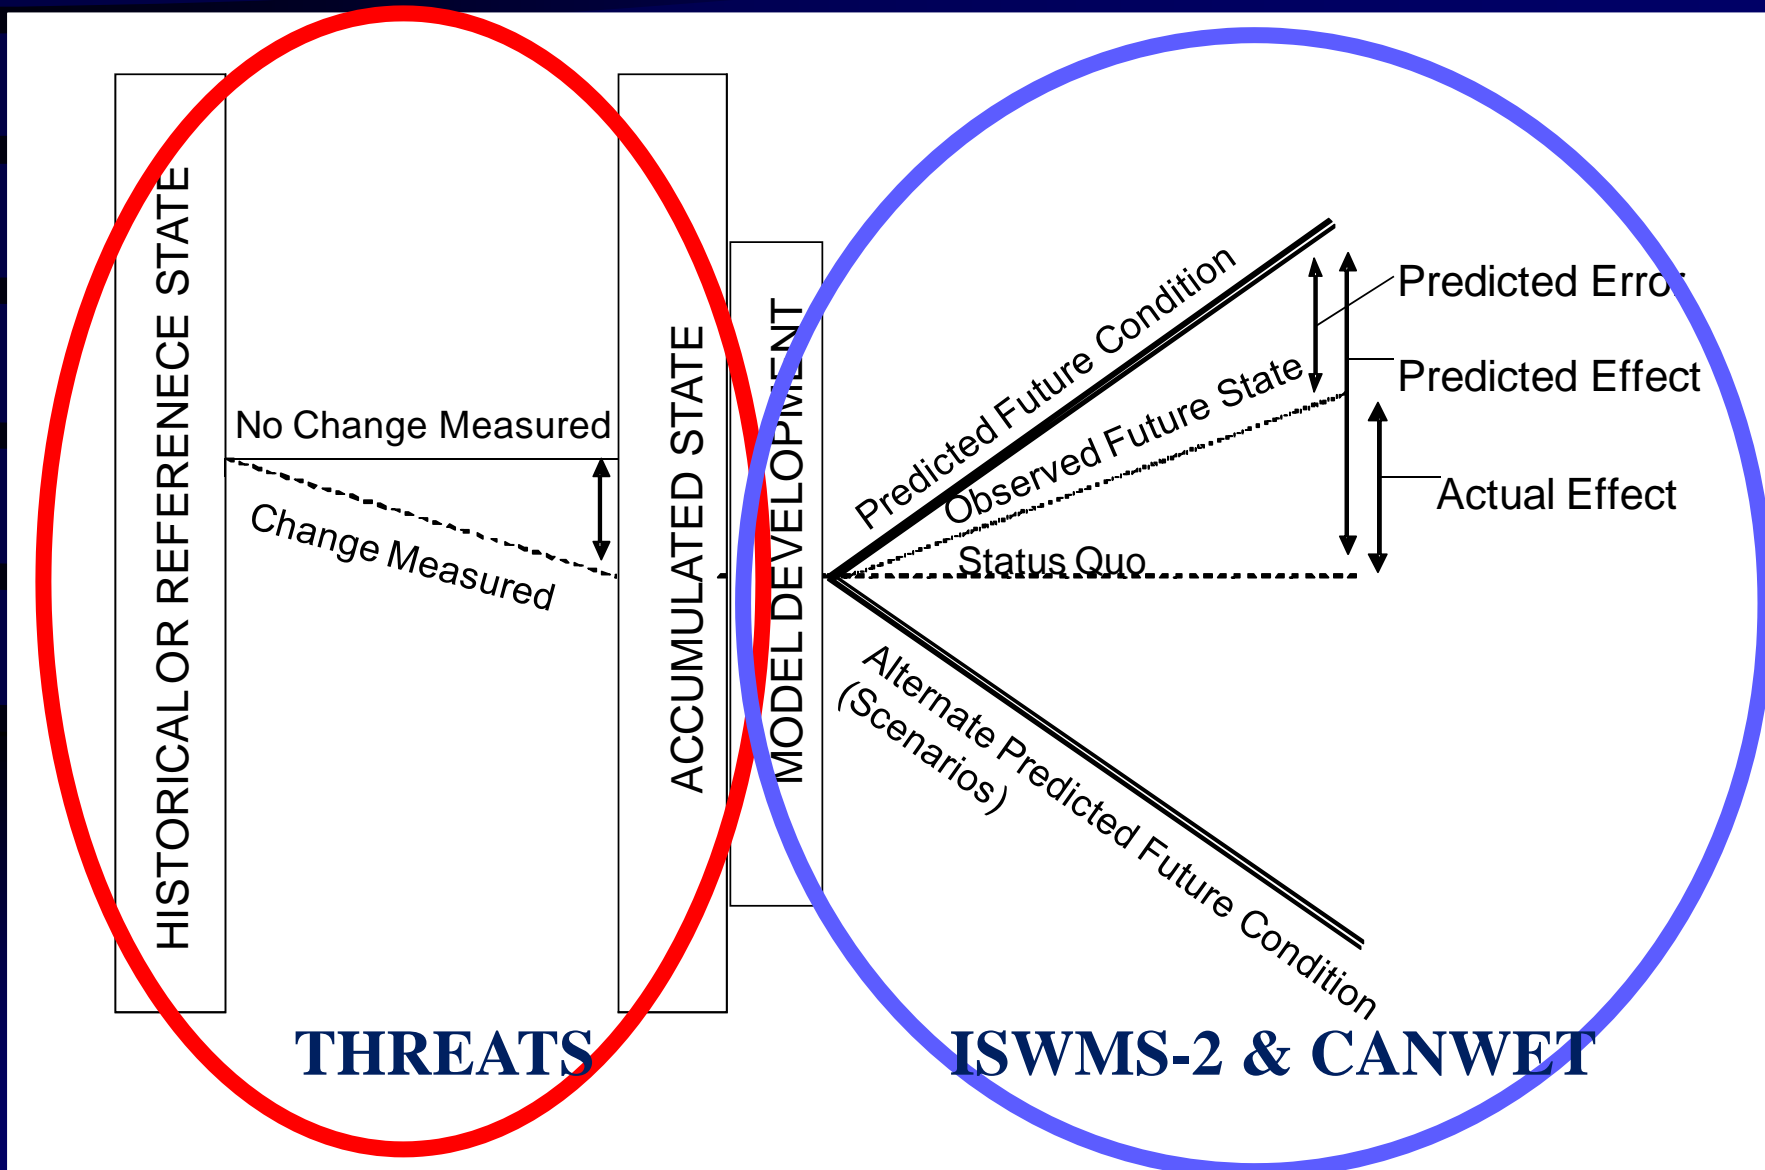 HISTORICAL OR REFERENECE STATE
No Change Measured
Change Measured
ACCUMULATED STATE
MODEL DEVELOPMENT
Predicted Future Condition
Observed Future State
Status Quo
Alternate Predicted Future Condition
(Scenarios)
Predicted Error
Predicted Effect
Actual Effect
THREATS
ISWMS-2 & CANWET